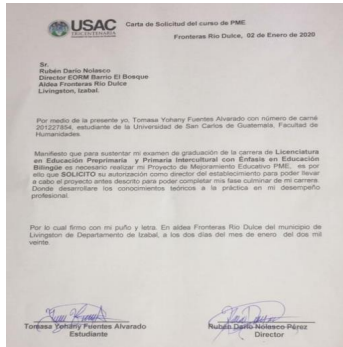 USAC
TRICENTENARIA
Carta de Solicitud del curso de PME
Fronteras Rio Dulce, 02 de Enero de 2020
Sr.
Rubén Darío Nolasco
Director EORM Barrio El Bosque
Aldea Fronteras Río Dulce
Livingston, Izabal.
Por medio de la presente yo, Tomasa Yohany Fuentes Alvarado con número de carné
201227854, estudiante de la Universidad de San Carlos de Guatemala, Facultad de
Humanidades.
Manifiesto que para sustentar mi examen de graduación de la carrera de Licenciatura
en Educación Preprimaria y Primaria Intercultural con Énfasis en Educación
Bilingüe es necesario realizar mi Proyecto de Mejoramiento Educativo PME, es por
ello que SOLICITO su autorización como director del establecimiento para poder llevar
a cabo el proyecto antes descrito para poder completar mi fase culminar de mi carrera.
Donde desarrollare los conocimientos teóricos a la práctica en mi desempeño
profesional.
Por lo cual firmo con mi puño y letra. En aldea Fronteras Río Dulce del municipio de
Livingston de Departamento de Izabal, a los dos días del mes de enero del dos mil
veinte.
Tomasa Yohany Fuentes Alvarado
Estudiante
Rubén Darío Nolasco Pérez
Director